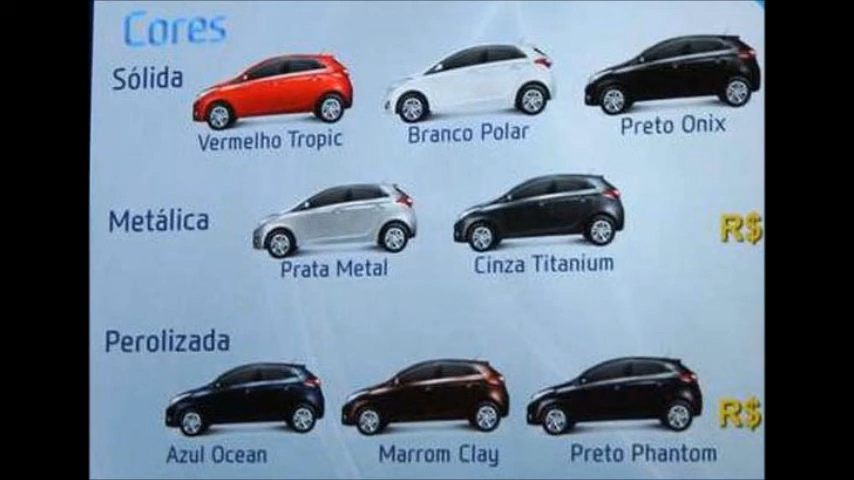 Cores
Sólida
Vermelho Tropic
Branco Polar
Preto Onix
Metálica
R$
Prata Metal
Cinza Titanium
Perolizada
R$
Azul Ocean
Marrom Clay
Preto Phantom